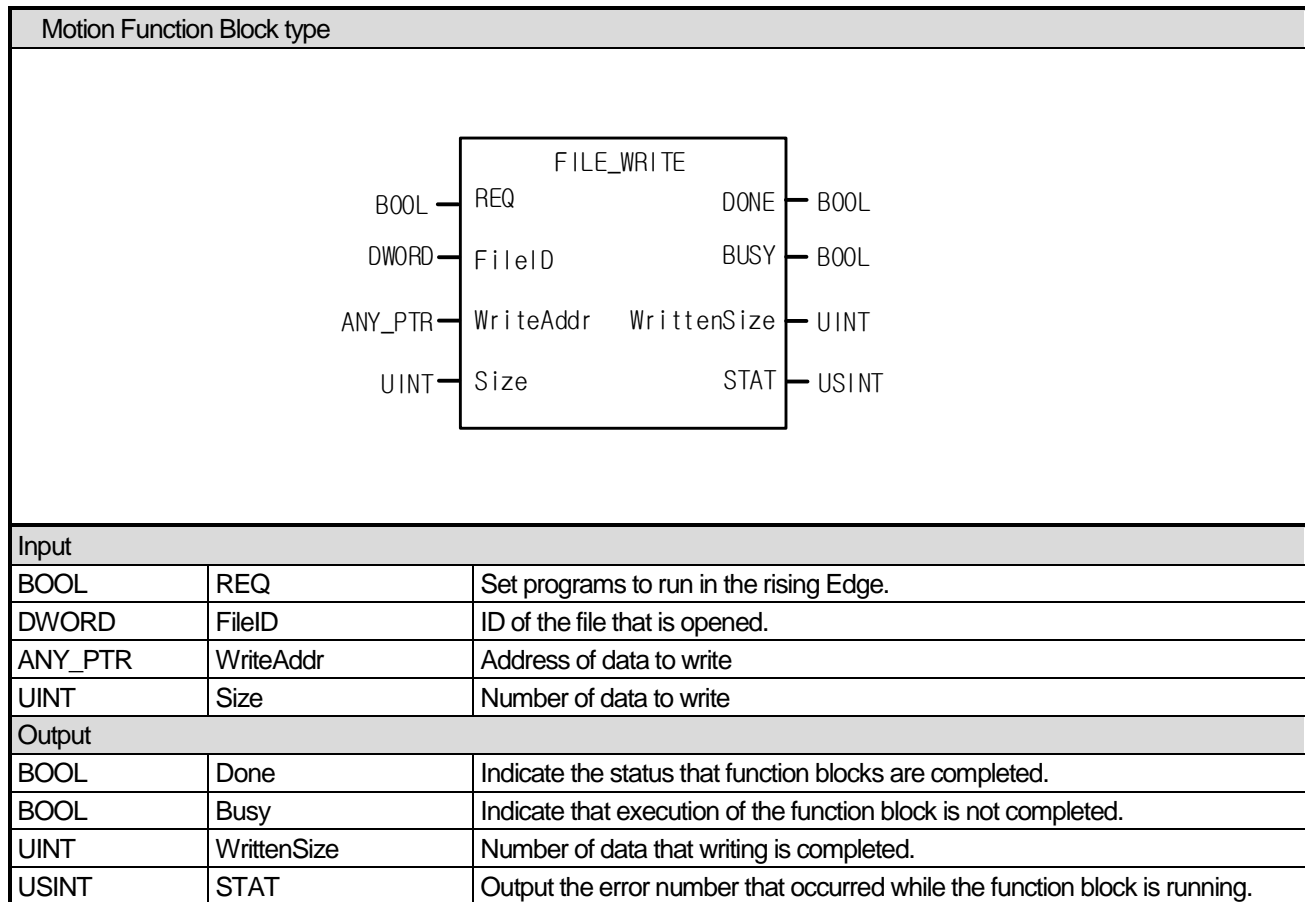 Motion Function Block type
FILE_WRITE
BOOL REQ DONE BOOL
DWORD FileID BUSY BOOL
ANY_PTR WriteAddr WrittenSize UINT
UINT Size STAT USINT
Input
BOOL REQ Set programs to run in the rising Edge.
DWORD FileID ID of the file that is opened.
ANY_PTR WriteAddr Address of data to write
UINT Size Number of data to write
Output
BOOL Done Indicate the status that function blocks are completed.
BOOL Busy Indicate that execution of the function block is not completed.
UINT WrittenSize Number of data that writing is completed.
USINT STAT Output the error number that occurred while the function block is running.